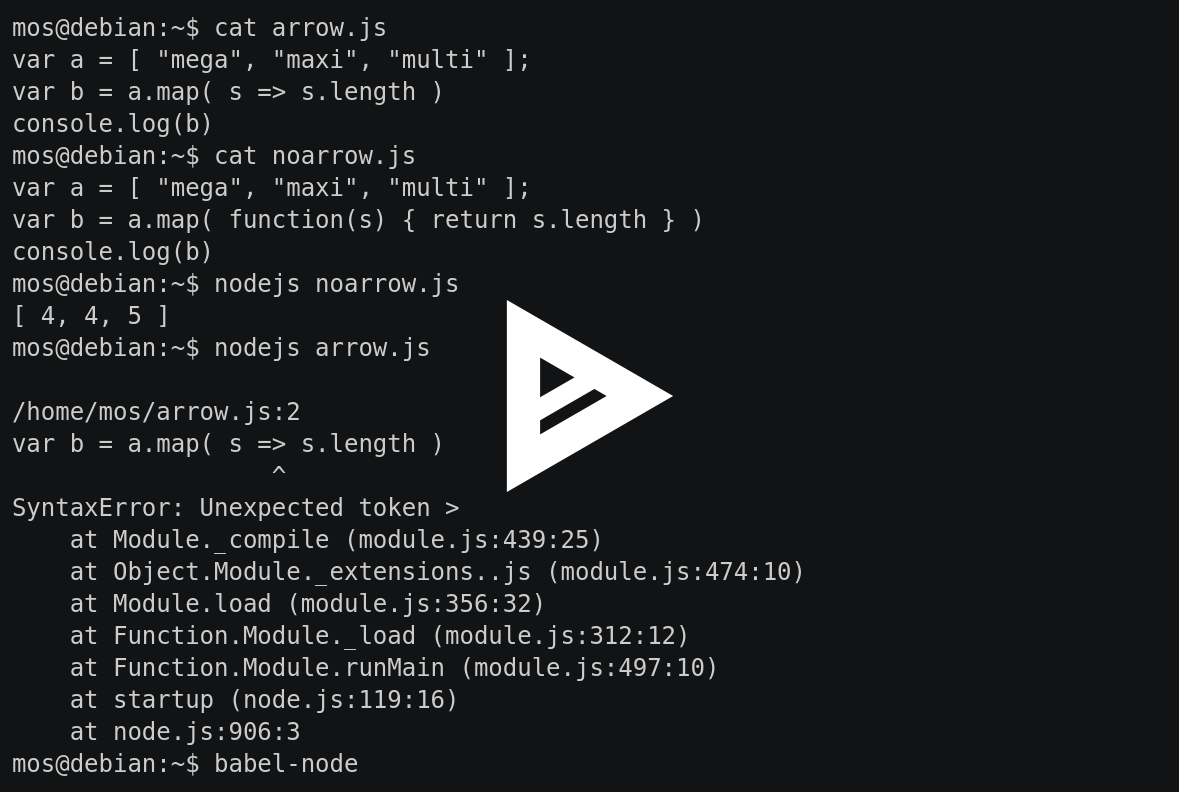 mos@debian:~$ cat arrow.js
var a = [ "mega", "maxi", "multi" ];
var b = a.map( s => s.length )
console.log(b)
mos@debian:~$ cat noarrow.js
var a = [ "mega", "maxi", "multi" ];
var b = a.map( function(s) { return s.length } )
console.log(b)
mos@debian:~$ nodejs noarrow.js
[ 4, 4, 5 ]
mos@debian:~$ nodejs arrow.js

/home/mos/arrow.js:2
var b = a.map( s => s.length )
                  ^
SyntaxError: Unexpected token >
    at Module._compile (module.js:439:25)
    at Object.Module._extensions..js (module.js:474:10)
    at Module.load (module.js:356:32)
    at Function.Module._load (module.js:312:12)
    at Function.Module.runMain (module.js:497:10)
    at startup (node.js:119:16)
    at node.js:906:3
mos@debian:~$ babel-node